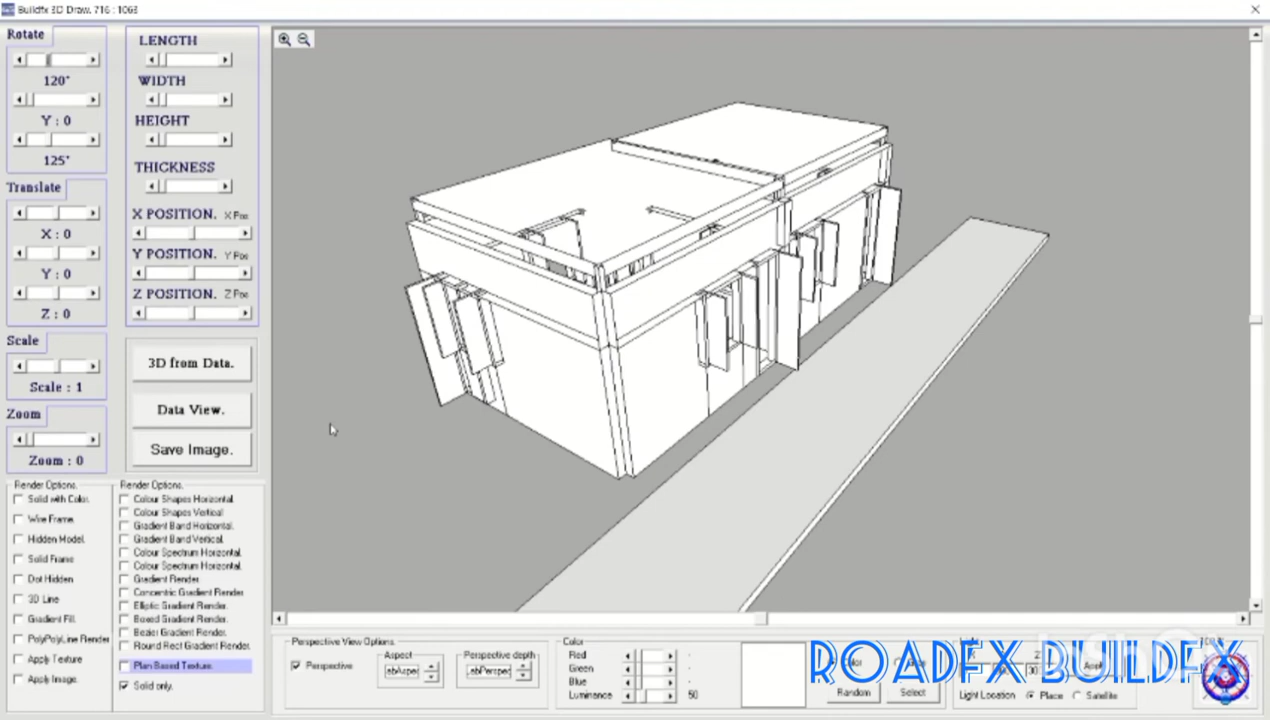 Buildfx 3D Draw. 716 : 1063
Rotate
120°
Y : 0
125°
Translate
X : 0
Y : 0
Z : 0
Scale
Scale : 1
Zoom
Zoom : 0
LENGTH
WIDTH
HEIGHT
THICKNESS
X POSITION. X Pos
Y POSITION. Y Pos
Z POSITION. Z Pos
3D from Data.
Data View.
Save Image.
Render Options.
Solid with Color.
Wire Frame.
Hidden Model.
Solid Frame
Dot Hidden
3D Line
Gradient Fill.
PolyPolyLine Render
Apply Texture
Apply Image.
Render Options.
Colour Shapes Horizontal.
Colour Shapes Vertical
Gradient Band Horizontal.
Gradient Band Vertical.
Colour Spectrum Horizontal.
Colour Spectrum Horizontal.
Gradient Render.
Concentric Gradient Render
Elliptic Gradient Render.
Boxed Gradient Render.
Bezier Gradient Render.
Round Rect Gradient Render.
Plan Based Texture.
Solid only.
Perspective View Options.
Perspective
Aspect
Perspective depth
Color
Red
Green
Blue
Luminance 50
Random
Select
Light Location
Place
Satellite
ROADFX BUILDFX